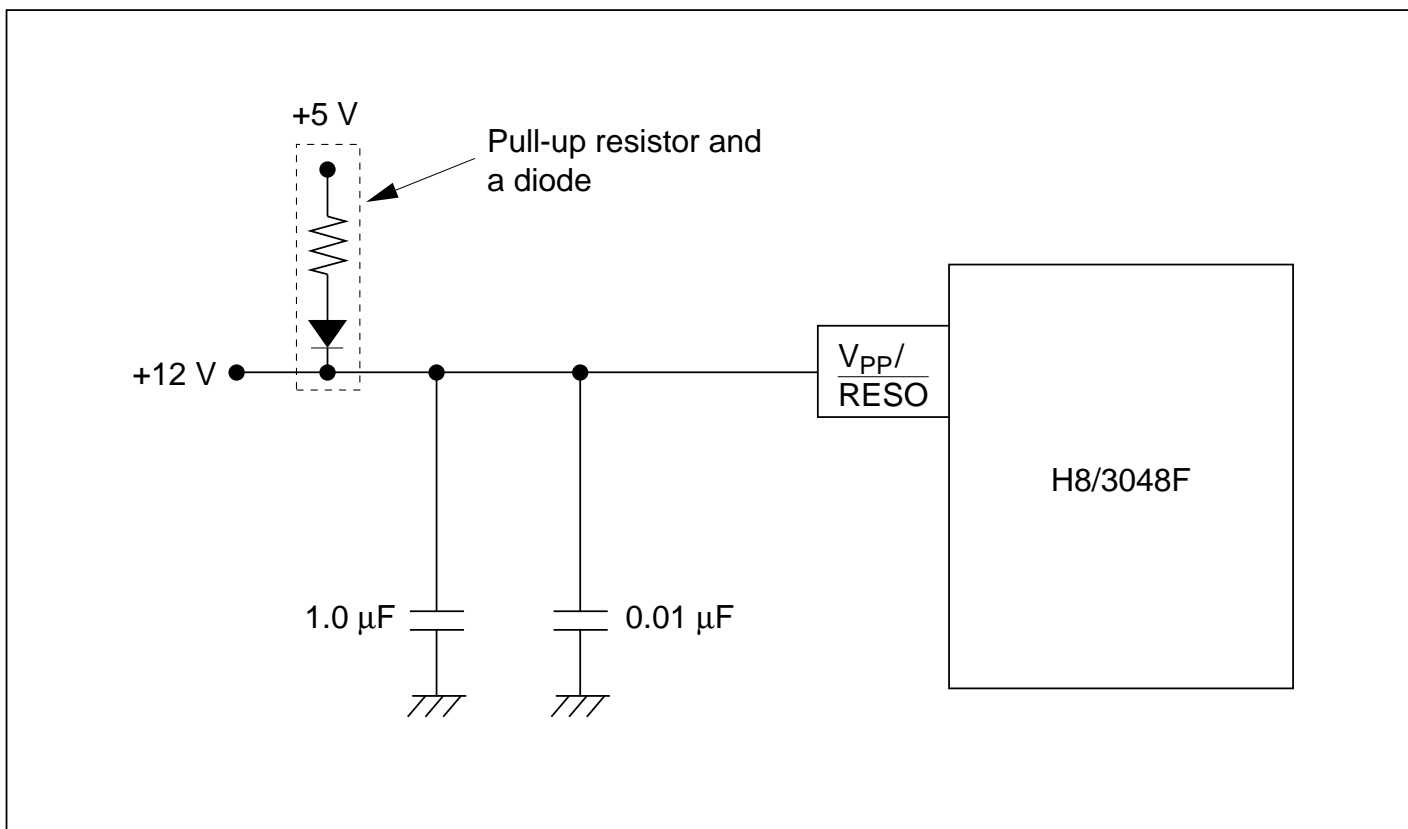 +5 V
Pull-up resistor and
a diode
+12 V
VPP/
RESO
H8/3048F
1.0 μF
0.01 μF